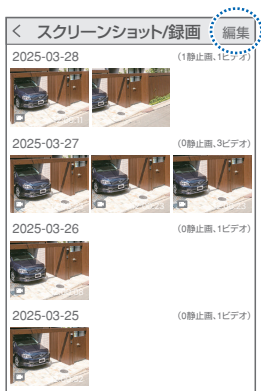 < スクリーンショット/録画 編集
2025-03-28 (1静止画、1ビデオ)
2025-03-27 (0静止画、3ビデオ)
2025-03-26 (0静止画、1ビデオ)
2025-03-25 (0静止画、1ビデオ)